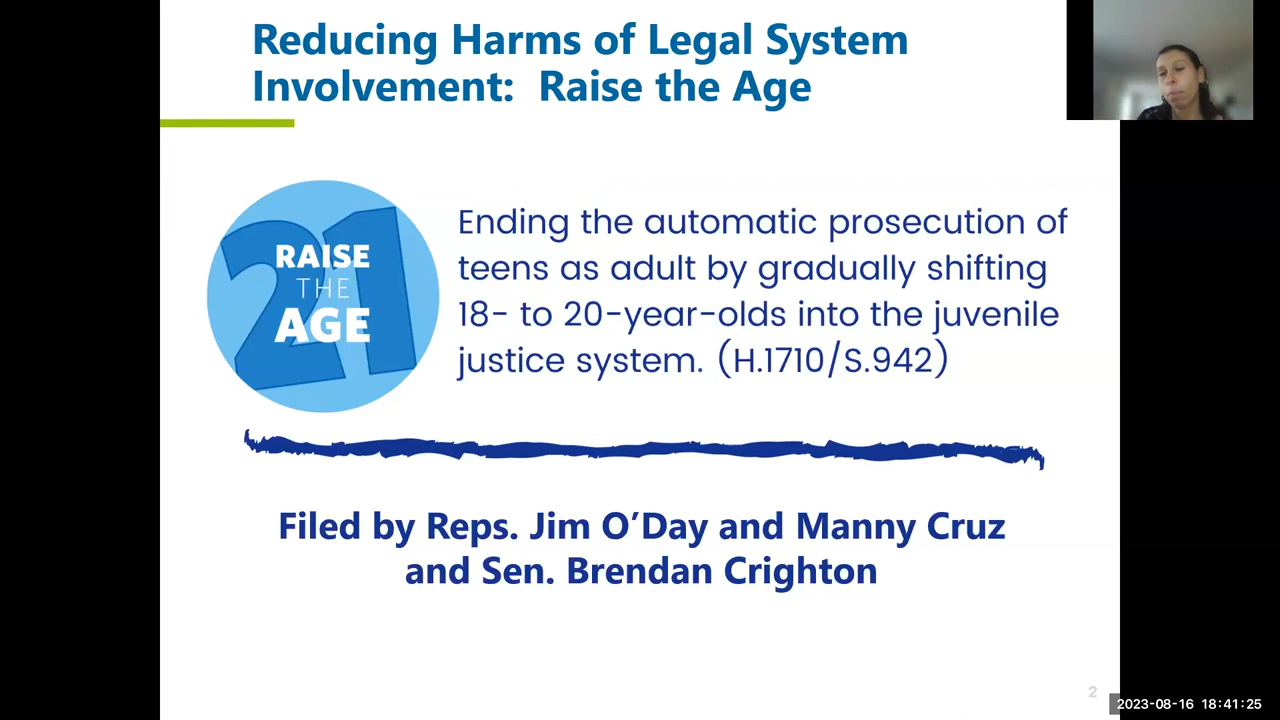 Reducing Harms of Legal System
Involvement:  Raise the Age
21
RAISE
THE
AGE
Ending the automatic prosecution of
teens as adult by gradually shifting
18- to 20-year-olds into the juvenile
justice system. (H.1710/S.942)
Filed by Reps. Jim O’Day and Manny Cruz
and Sen. Brendan Crighton
2
2023-08-16 18:41:25